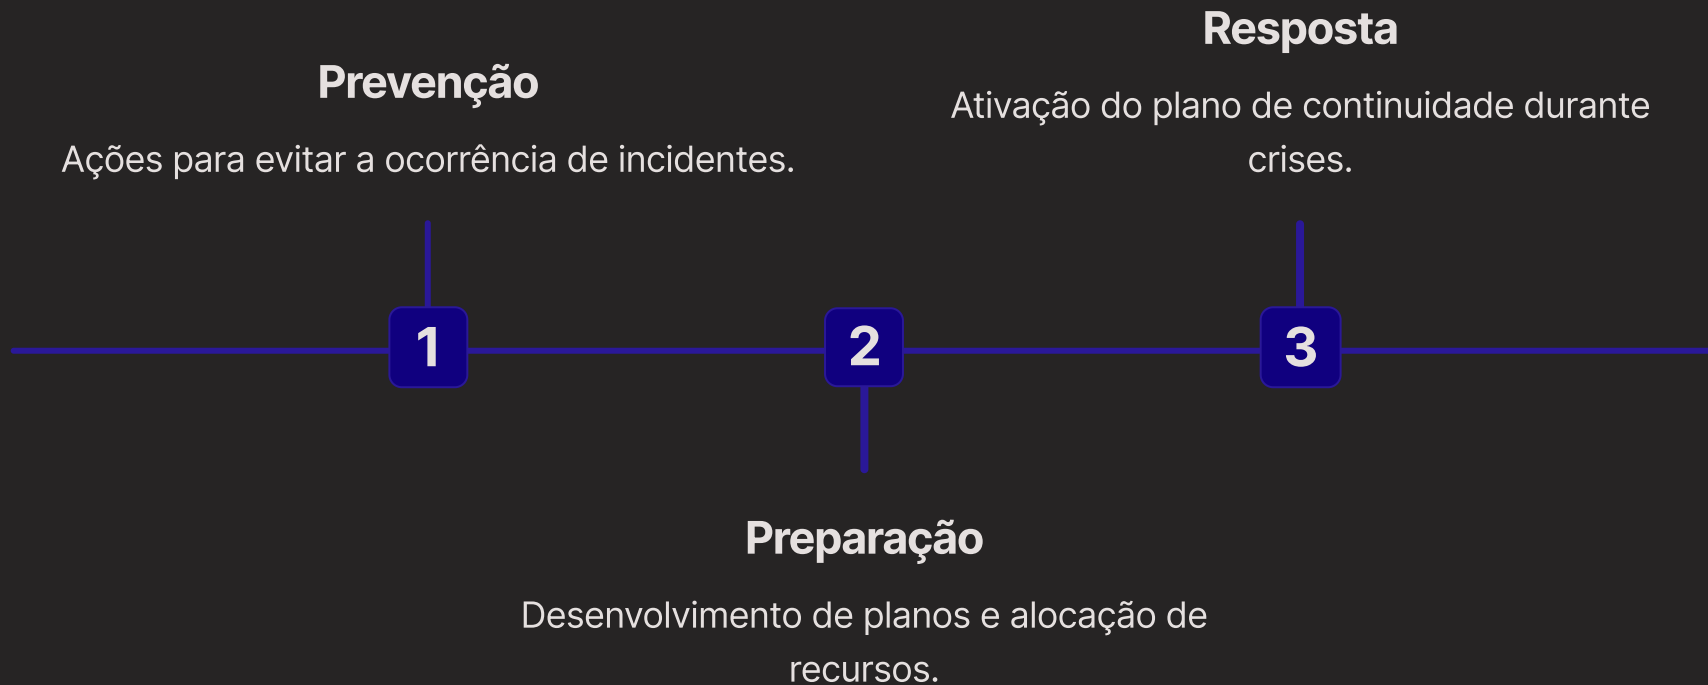 Prevenção
Ações para evitar a ocorrência de incidentes.
1
2
Preparação
Desenvolvimento de planos e alocação de
recursos.
Resposta
Ativação do plano de continuidade durante
crises.
3